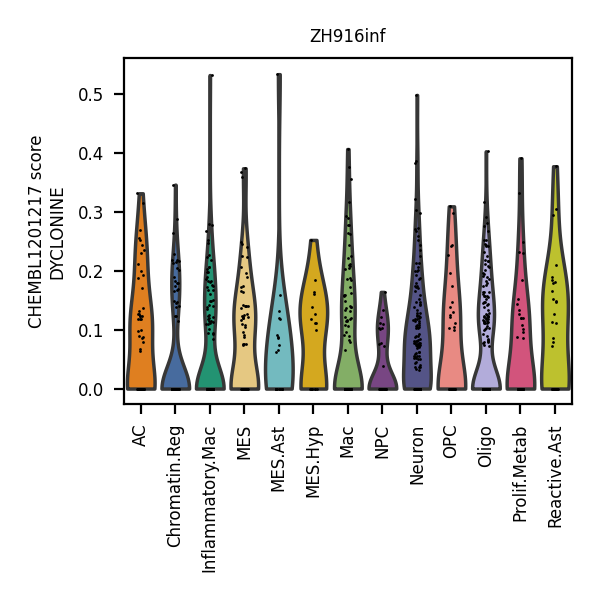 ZH916inf
CHEMBL1201217 score
DYCLONINE
0.5
0.4
0.3
0.2
0.1
0.0
AC
Chromatin.Reg
Inflammatory.Mac
MES
MES.Ast
MES.Hyp
Mac
NPC
Neuron
OPC
Oligo
Prolif.Metab
Reactive.Ast